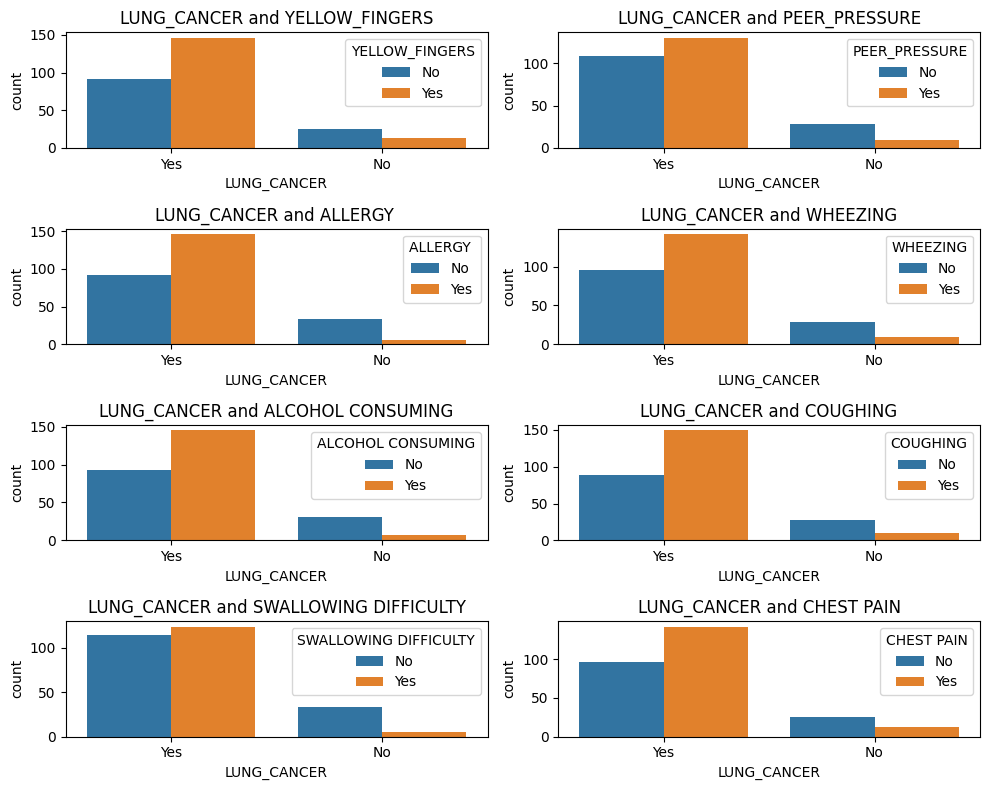 LUNG_CANCER and YELLOW_FINGERS
150
100
50
0
count
YELLOW_FINGERS
No
Yes
Yes
No
LUNG_CANCER
LUNG_CANCER and PEER_PRESSURE
100
50
0
count
PEER_PRESSURE
No
Yes
Yes
No
LUNG_CANCER
LUNG_CANCER and ALLERGY
150
100
50
0
count
ALLERGY
No
Yes
Yes
No
LUNG_CANCER
LUNG_CANCER and WHEEZING
100
50
0
count
WHEEZING
No
Yes
Yes
No
LUNG_CANCER
LUNG_CANCER and ALCOHOL CONSUMING
150
100
50
0
count
ALCOHOL CONSUMING
No
Yes
Yes
No
LUNG_CANCER
LUNG_CANCER and COUGHING
150
100
50
0
count
COUGHING
No
Yes
Yes
No
LUNG_CANCER
LUNG_CANCER and SWALLOWING DIFFICULTY
100
50
0
count
SWALLOWING DIFFICULTY
No
Yes
Yes
No
LUNG_CANCER
LUNG_CANCER and CHEST PAIN
100
50
0
count
CHEST PAIN
No
Yes
Yes
No
LUNG_CANCER